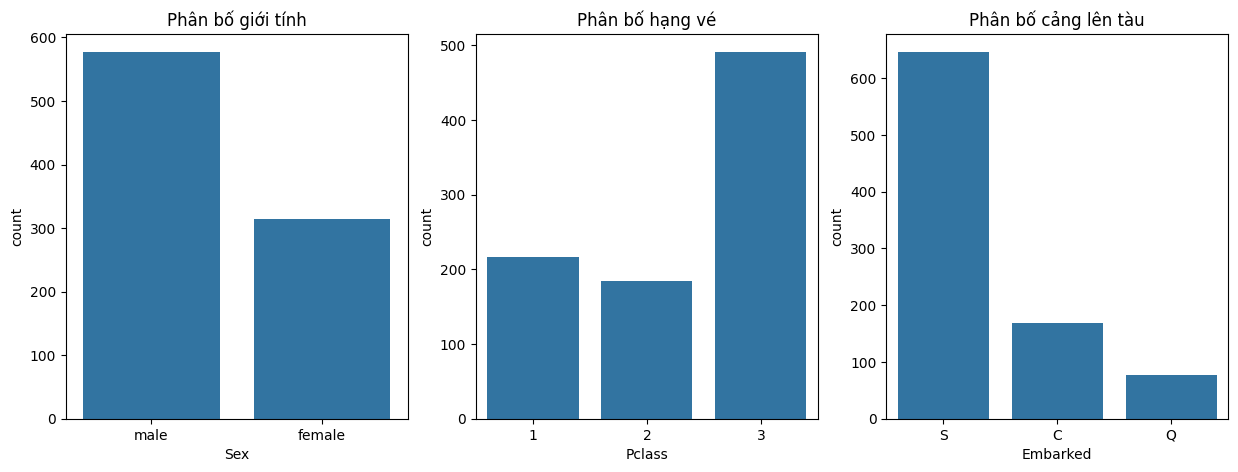 Phân bố giới tính
600
500
400
300
200
100
0
count
male
female
Sex
Phân bố hạng vé
500
400
300
200
100
0
count
1
2
3
Pclass
Phân bố cảng lên tàu
600
500
400
300
200
100
0
count
S
C
Q
Embarked